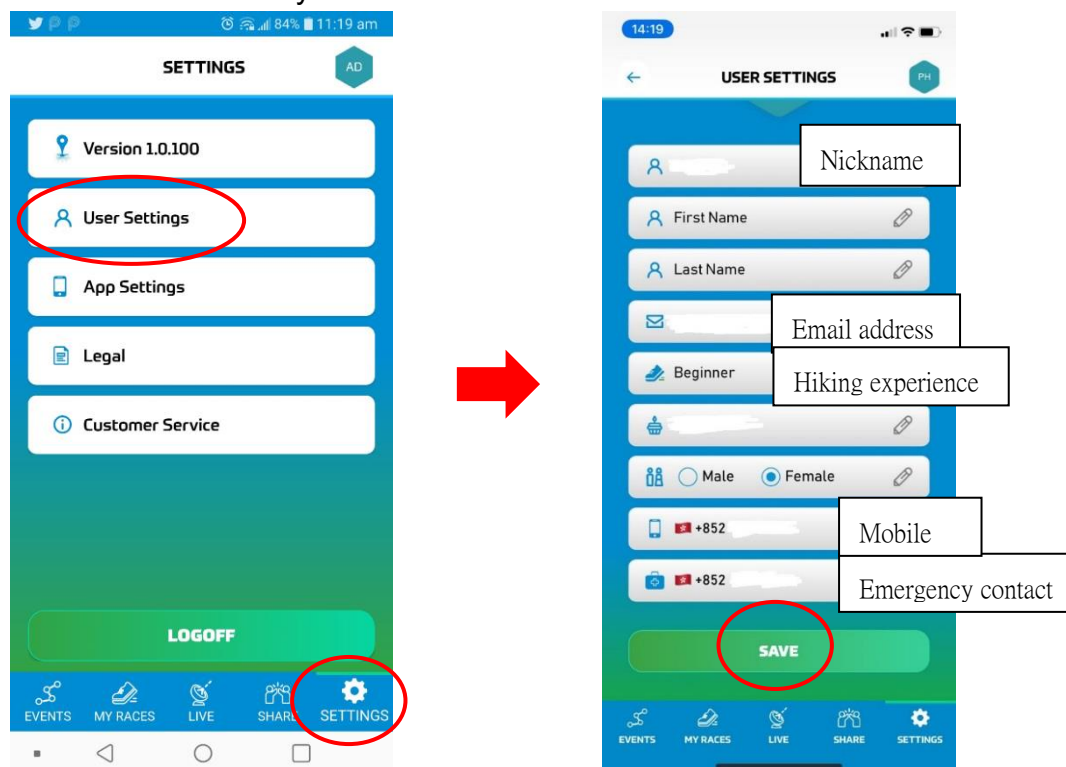 84% 11:19 am
SETTINGS
AD
Version 1.0.100
User Settings
App Settings
Legal
Customer Service
LOGOFF
EVENTS MY RACES LIVE SHARE SETTINGS
14:19
USER SETTINGS
PH
Nickname
First Name
Last Name
Email address
Beginner
Hiking experience
Male Female
+852
Mobile
+852
Emergency contact
SAVE
EVENTS MY RACES LIVE SHARE SETTINGS